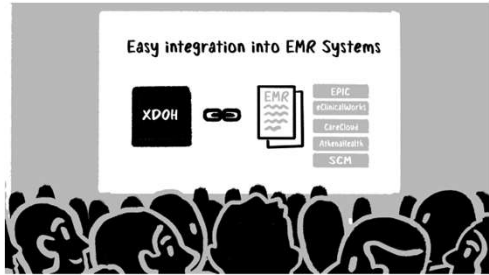 Easy integration into EMR Systems
XDOH
EMR
EPIC
eClinicalWorks
CareCloud
AthenaHealth
SCM